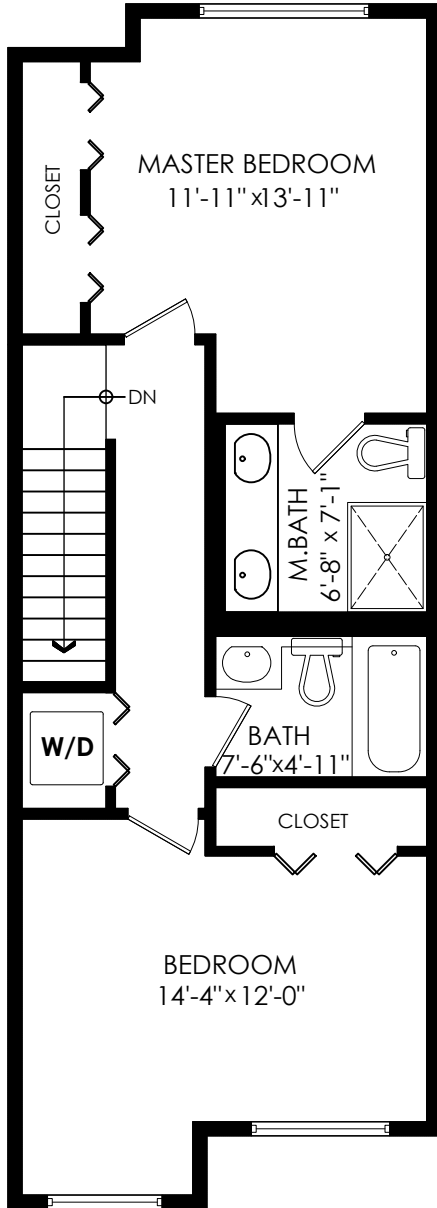 MASTER BEDROOM
11'-11" x13'-11"
CLOSET
DN
M.BATH
6'-8" x 7'-1"
W/D
BATH
7'-6"x4'-11"
CLOSET
BEDROOM
14'-4" x 12'-0"